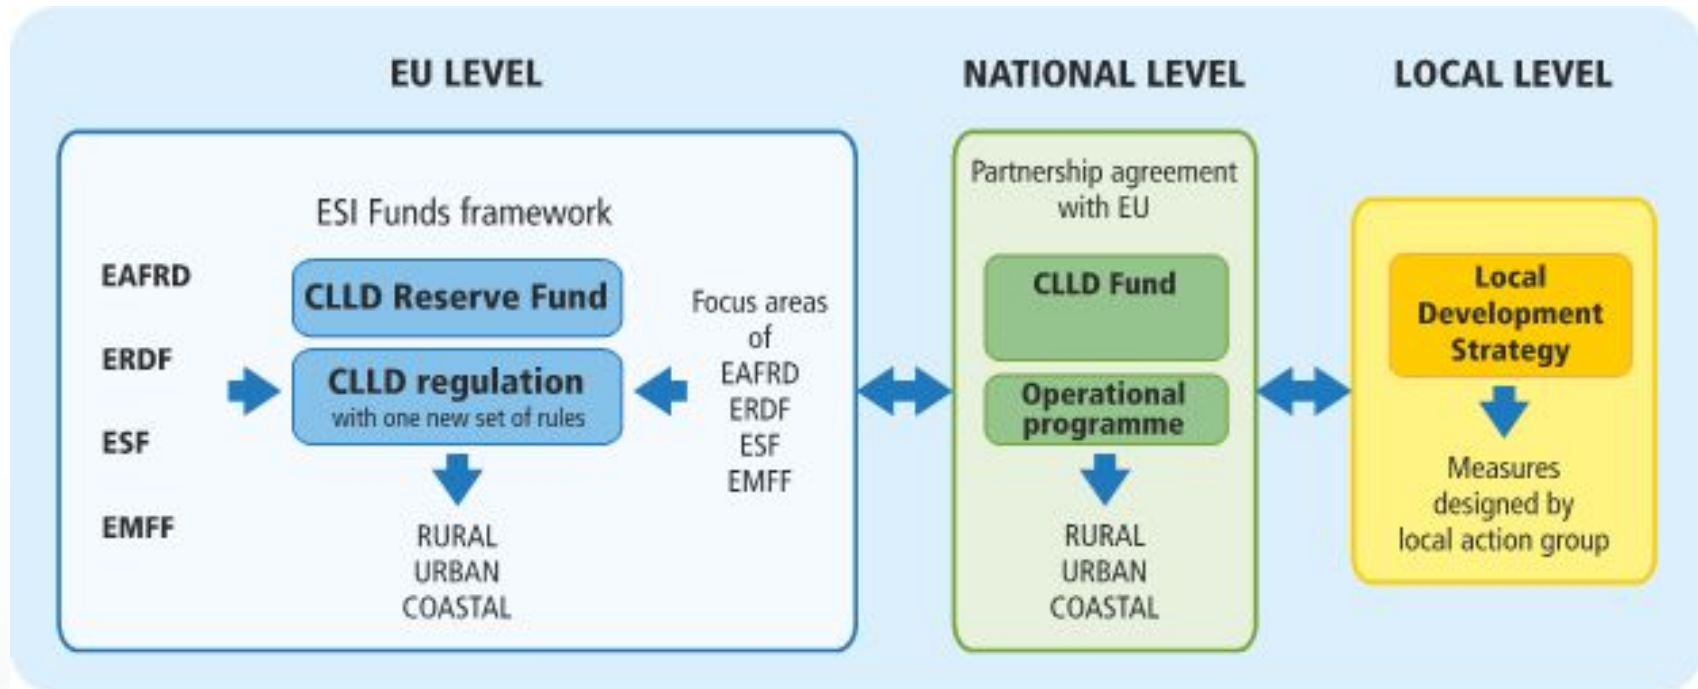 EU LEVEL
NATIONAL LEVEL
LOCAL LEVEL
ESI Funds framework
EAFRD
ERDF
ESF
EMFF
CLLD Reserve Fund
CLLD regulation
with one new set of rules
RURAL
URBAN
COASTAL
Focus areas
of
EAFRD
ERDF
ESF
EMFF
Partnership agreement
with EU
CLLD Fund
Operational
programme
RURAL
URBAN
COASTAL
Local
Development
Strategy
Measures
designed by
local action group